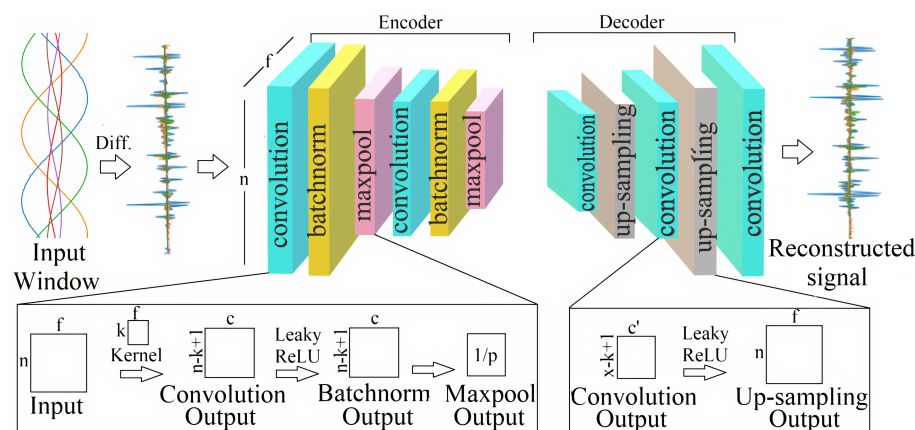 Encoder
Decoder
f
n
Diff.
Input
Window
convolution
batchnorm
maxpool
convolution
batchnorm
maxpool
convolution
up-sampling
convolution
up-sampling
convolution
Reconstructed
signal
f
n
Input
f
k
Kernel
c
n-k+1
Convolution
Output
Leaky
ReLU
c
n-k+1
Batchnorm
Output
1/p
Maxpool
Output
c'
x-k+1
Convolution
Output
Leaky
ReLU
f
n
Up-sampling
Output